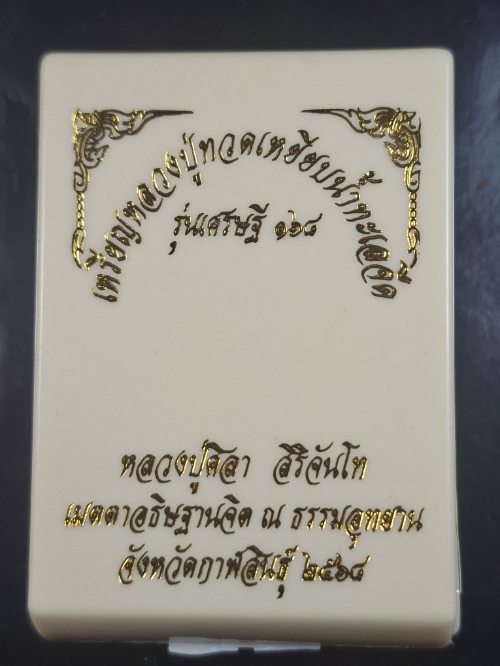 เหรียญหลวงปู่ทวดเหยียบน้ำทะเลจืด
รุ่นเศรษฐี ๑๖๘
หลวงปู่ศิลา สิริจันโท
เมตตาอธิษฐานจิต ณ ธรรมอุทยาน
จังหวัดกาฬสินธุ์ ๒๕๖๘